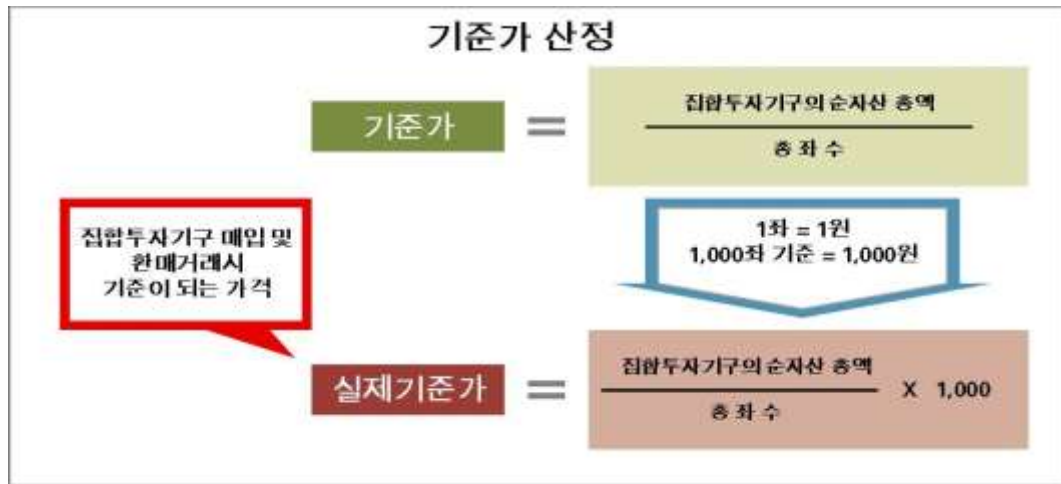 기준가 산정
기준가
=
집합투자기구의 순자산 총액
총 좌 수
집합투자기구 매입 및
환매거래시
기준이 되는 가격
1좌 = 1원
1,000좌 기준 = 1,000원
실제기준가
=
집합투자기구의 순자산 총액
총 좌 수
X 1,000